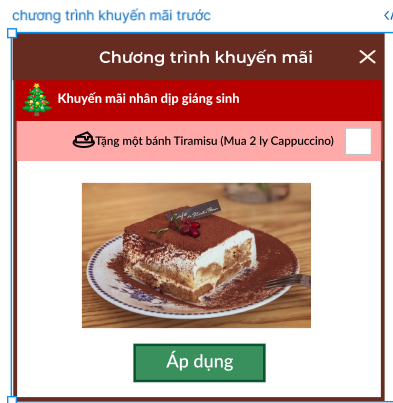 chương trình khuyến mãi trước
Chương trình khuyến mãi
Khuyến mãi nhân dịp giáng sinh
Tặng một bánh Tiramisu (Mua 2 ly Cappuccino)
Áp dụng